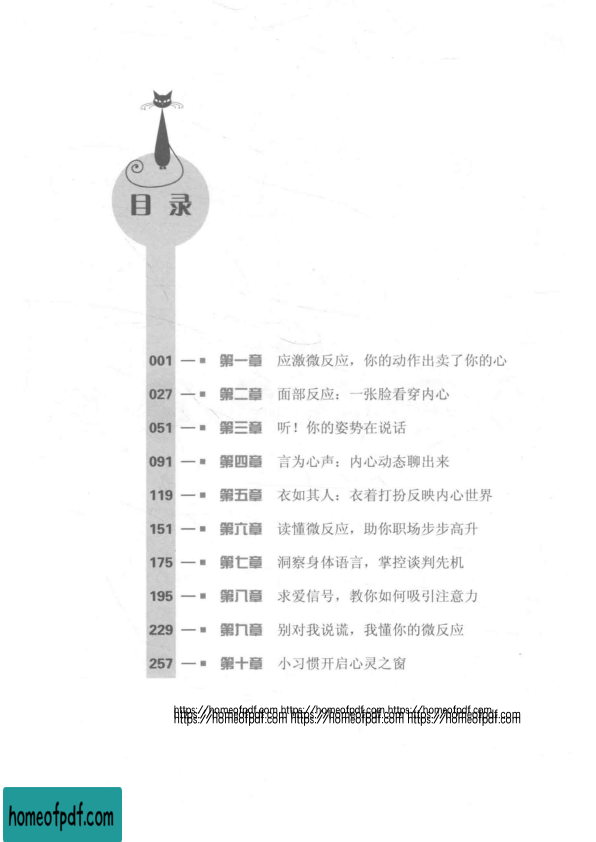 目 录
001 第一章 应激微反应，你的动作出卖了你的心
027 第二章 面部反应：一张脸看穿内心
051 第三章 听！你的姿势在说话
091 第四章 言为心声：内心动态聊出来
119 第五章 衣如其人：衣着打扮反映内心世界
151 第六章 读懂微反应，助你职场步步高升
175 第七章 洞察身体语言，掌控谈判先机
195 第八章 求爱信号，教你如何吸引注意力
229 第九章 别对我说谎，我懂你的微反应
257 第十章 小习惯开启心灵之窗
https://homeofpdf.com https://homeofpdf.com https://homeofpdf.com
https://homeofpdf.com https://homeofpdf.com https://homeofpdf.com
homeofpdf.com